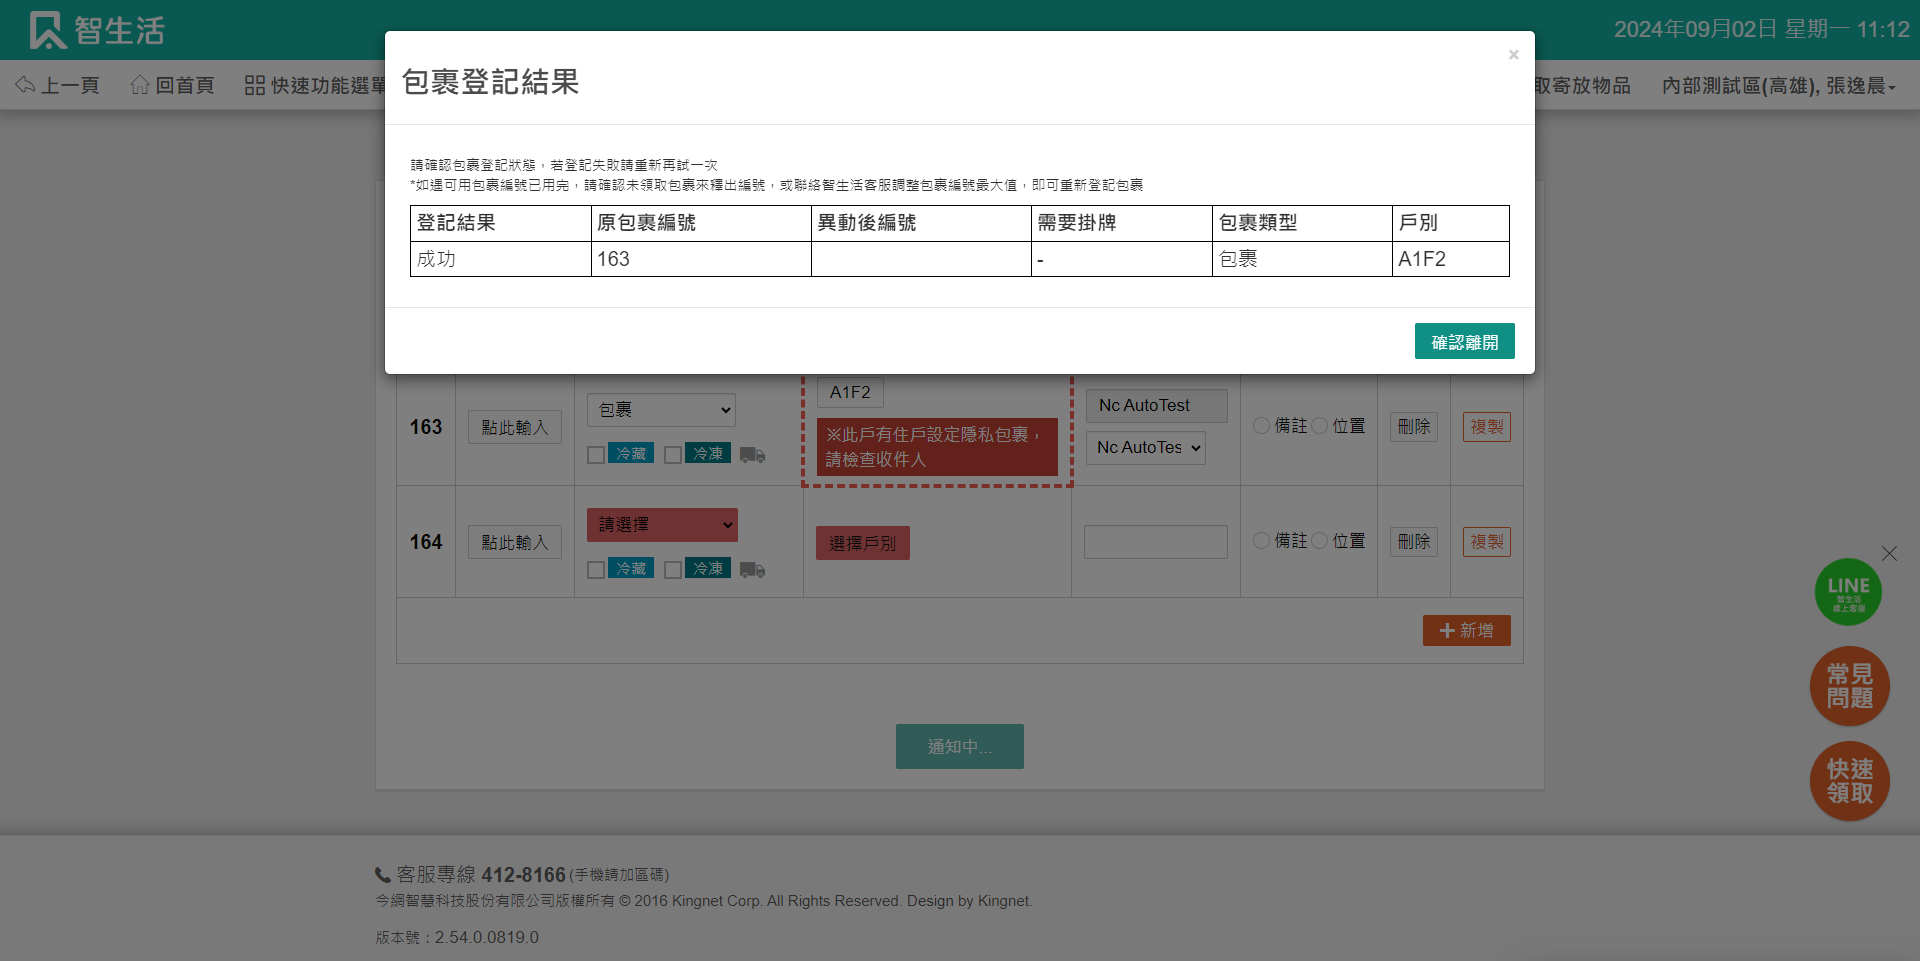 智生活
2024年09月02日 星期一 11:12
上一頁
回首頁
快速功能選單
取寄放物品
內部測試區(高雄), 張逸晨
×
包裹登記結果
請確認包裹登記狀態，若登記失敗請重新再試一次
*如遇可用包裹編號已用完，請確認未領取包裹來釋出編號，或聯絡智生活客服調整包裹編號最大值，即可重新登記包裹
登記結果 原包裹編號 異動後編號 需要掛牌 包裹類型 戶別
成功 163 - 包裹 A1F2
確認離開
163
點此輸入
包裹
冷藏 冷凍
A1F2
※此戶有住戶設定隱私包裹，
請檢查收件人
Nc AutoTest
Nc AutoTes
備註 位置
刪除
複製
164
點此輸入
請選擇
冷藏 冷凍
選擇戶別
備註 位置
刪除
複製
新增
通知中...
LINE
智生活
線上客服
常見
問題
快速
領取
客服專線 412-8166 (手機請加區碼)
今網智慧科技股份有限公司版權所有 © 2016 Kingnet Corp. All Rights Reserved. Design by Kingnet.
版本號：2.54.0.0819.0